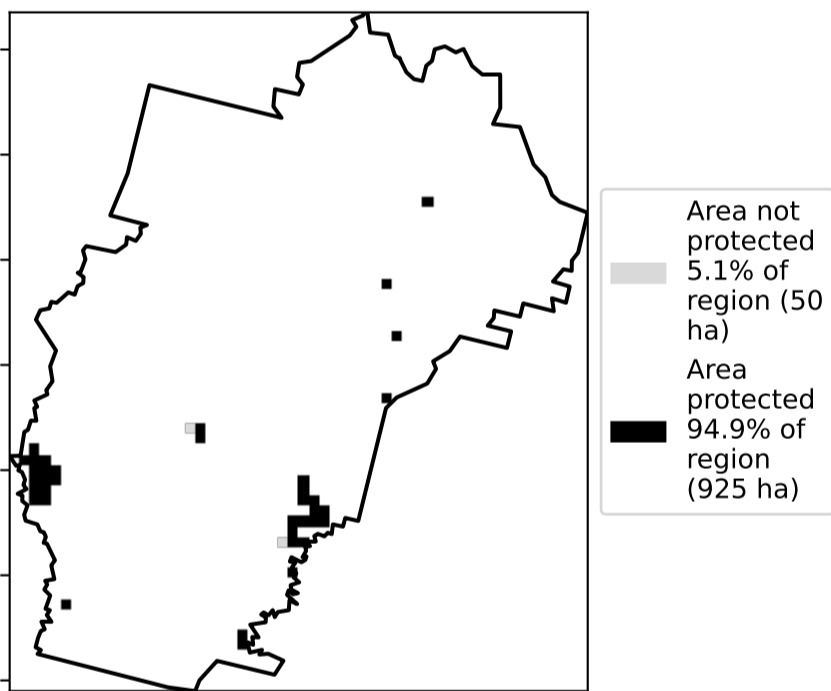 Area not
protected
5.1% of
region (50
ha)
Area
protected
94.9% of
region
(925 ha)